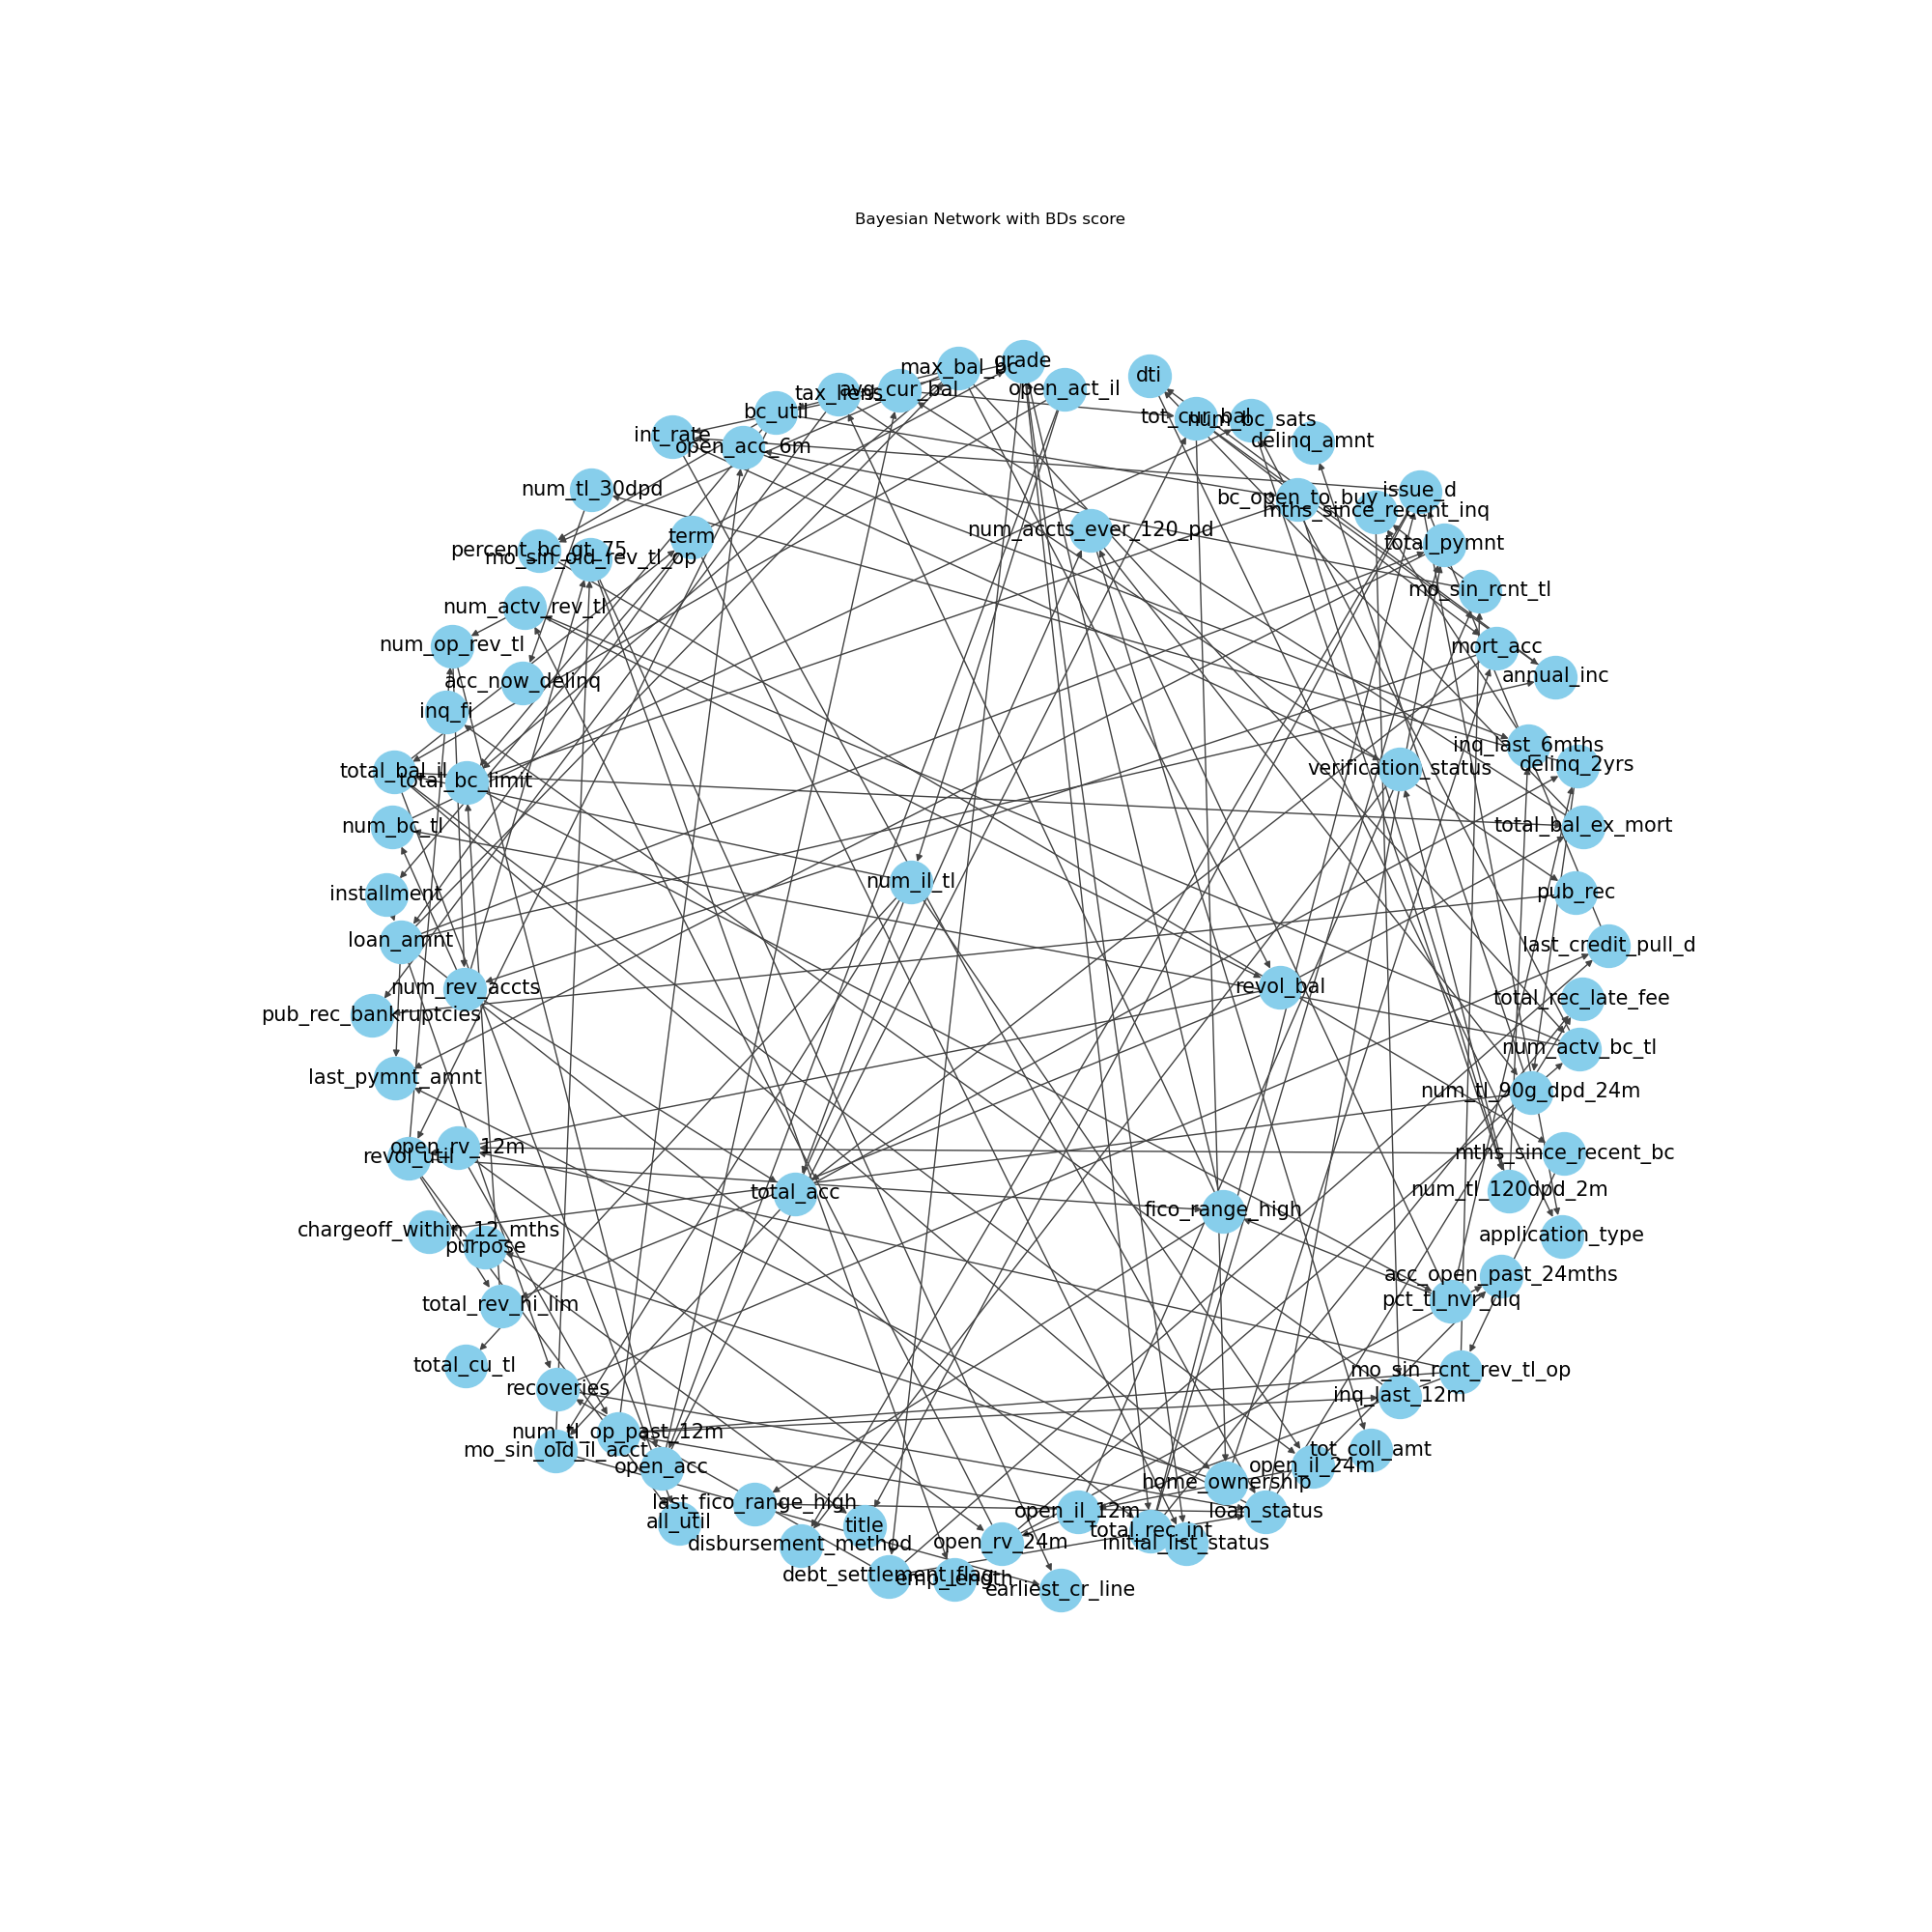 Bayesian Network with BDs score
grade
max_bal_bc
dti
open_act_il
avg_cur_bal
tax_liens
bc_util
tot_cur_bal
num_bc_sats
int_rate
delinq_amnt
open_acc_6m
num_tl_30dpd
issue_d
bc_open_to_buy
mths_since_recent_inq
num_accts_ever_120_pd
term
total_pymnt
percent_bc_gt_75
mo_sin_old_rev_tl_op
mo_sin_rcnt_tl
num_actv_rev_tl
num_op_rev_tl
mort_acc
annual_inc
acc_now_delinq
inq_fi
inq_last_6mths
delinq_2yrs
total_bal_il
verification_status
total_bc_limit
num_bc_tl
total_bal_ex_mort
num_il_tl
installment
pub_rec
loan_amnt
last_credit_pull_d
num_rev_accts
revol_bal
total_rec_late_fee
pub_rec_bankruptcies
num_actv_bc_tl
last_pymnt_amnt
num_tl_90g_dpd_24m
open_rv_12m
revol_util
mths_since_recent_bc
total_acc
num_tl_120dpd_2m
fico_range_high
chargeoff_within_12_mths
application_type
purpose
acc_open_past_24mths
pct_tl_nvr_dlq
total_rev_hi_lim
total_cu_tl
mo_sin_rcnt_rev_tl_op
recoveries
inq_last_12m
num_tl_op_past_12m
mo_sin_old_il_acct
tot_coll_amt
open_acc
open_il_24m
home_ownership
last_fico_range_high
open_il_12m
loan_status
all_util
title
total_rec_int
disbursement_method
open_rv_24m
initial_list_status
debt_settlement_flag
emp_length
earliest_cr_line